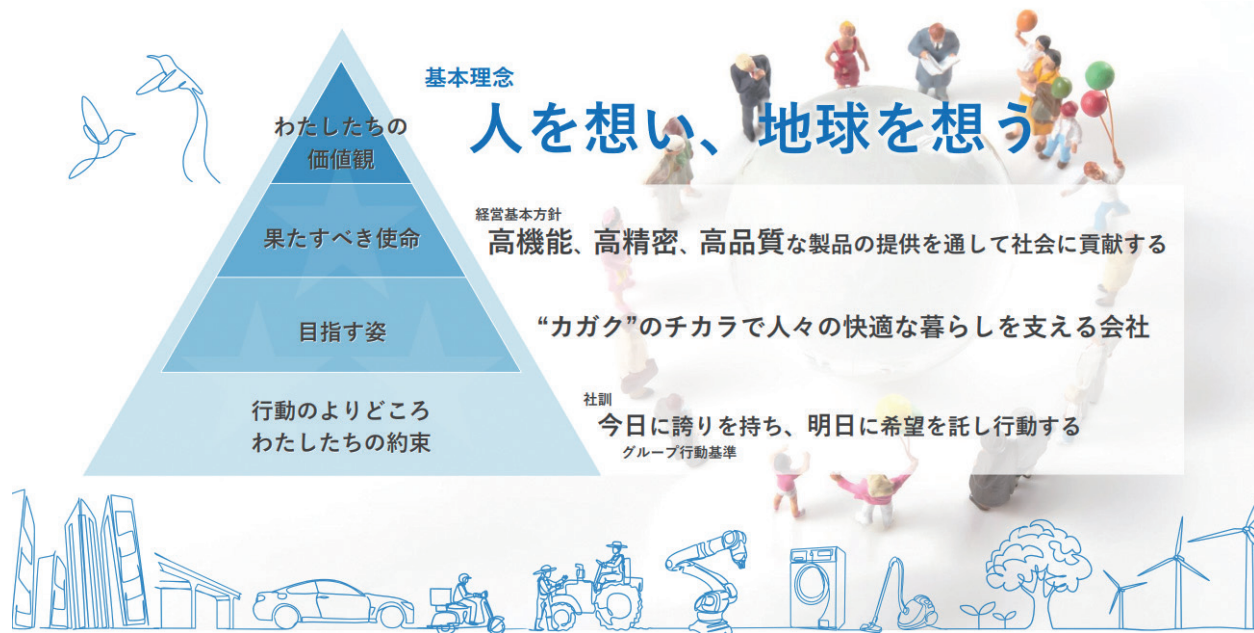 基本理念
人を想い、地球を想う
わたしたちの
価値観
経営基本方針
果たすべき使命
高機能、高精密、高品質な製品の提供を通して社会に貢献する
目指す姿
“カガク”のチカラで人々の快適な暮らしを支える会社
行動のよりどころ
わたしたちの約束
社訓
今日に誇りを持ち、明日に希望を託し行動する
グループ行動基準